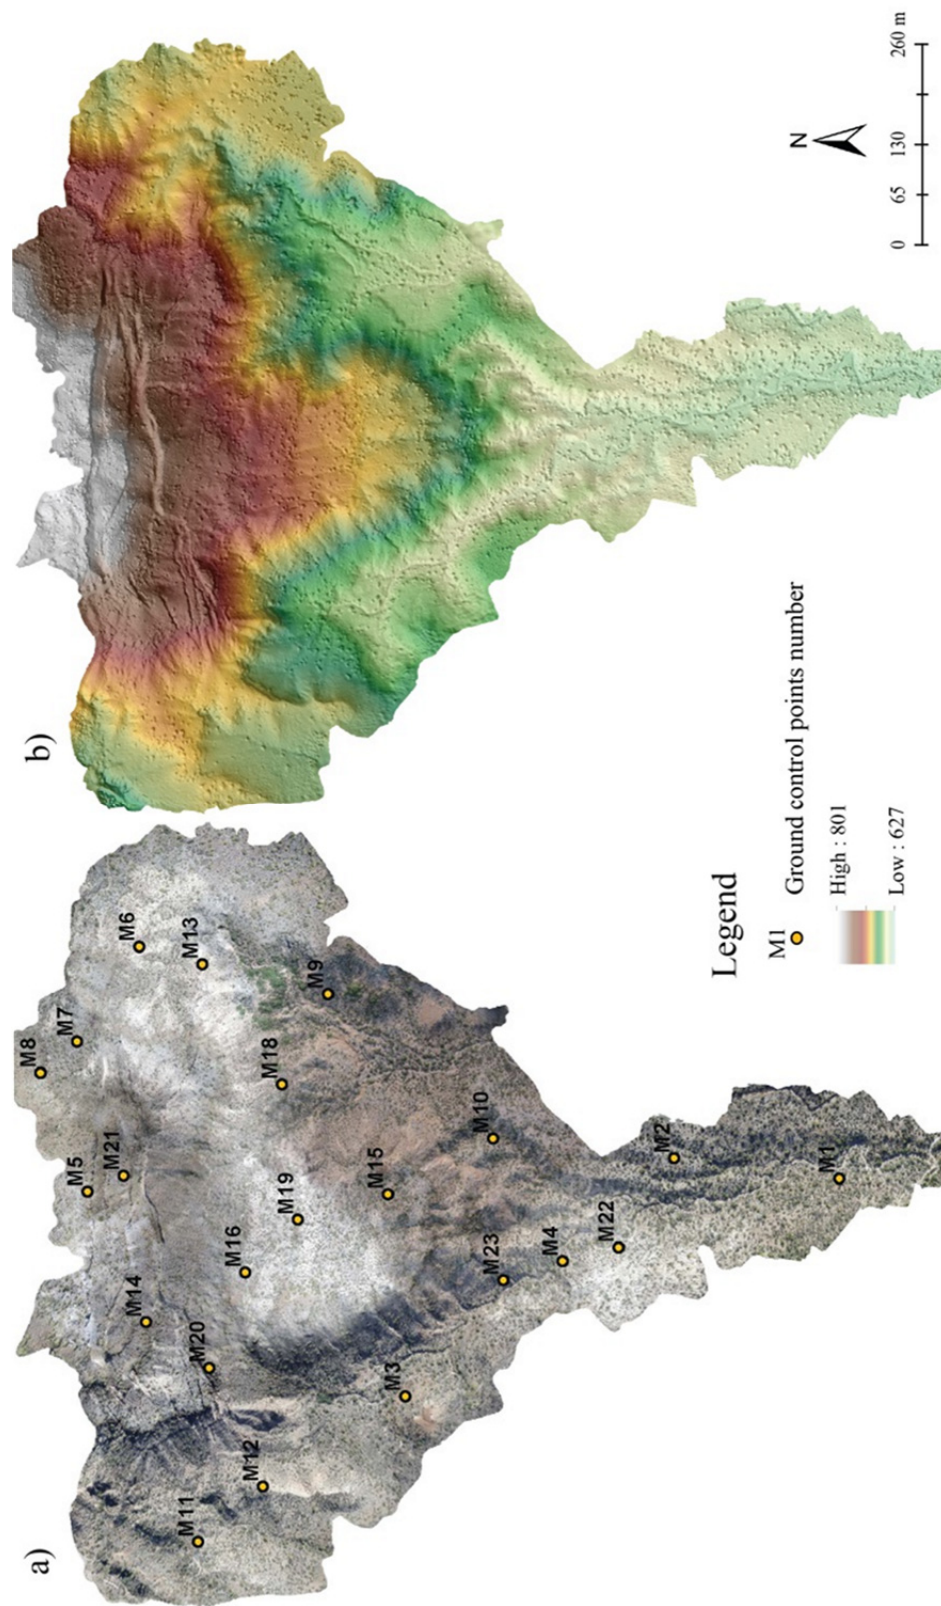 a)
M11
M12
M20
M14
M3
M16
M5
M21
M19
M23
M4
M22
M15
M8
M7
M18
M10
M2
M1
M6
M13
M9
b)
Legend
M1
Ground control points number
High : 801
Low : 627
N
0 65 130 260 m